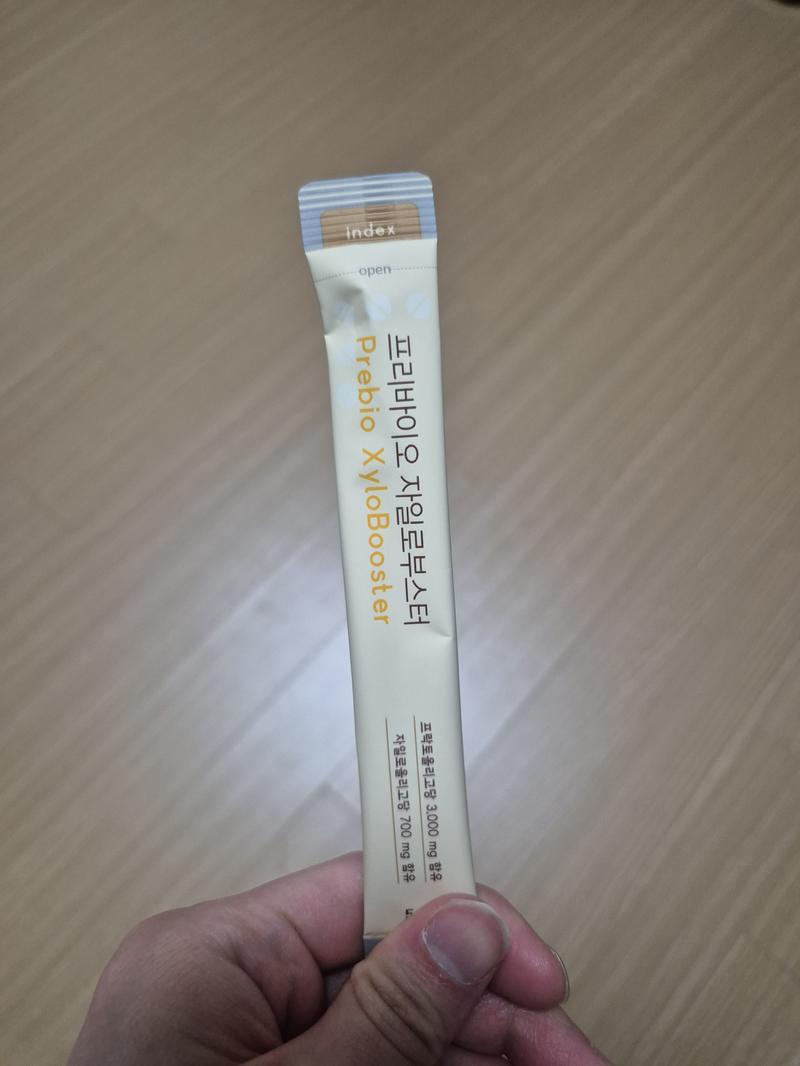 index
open
프리바이오 자일로부스터
Prebio XyloBooster
프락토올리고당 3,000 mg 함유
자일로올리고당 700 mg 함유